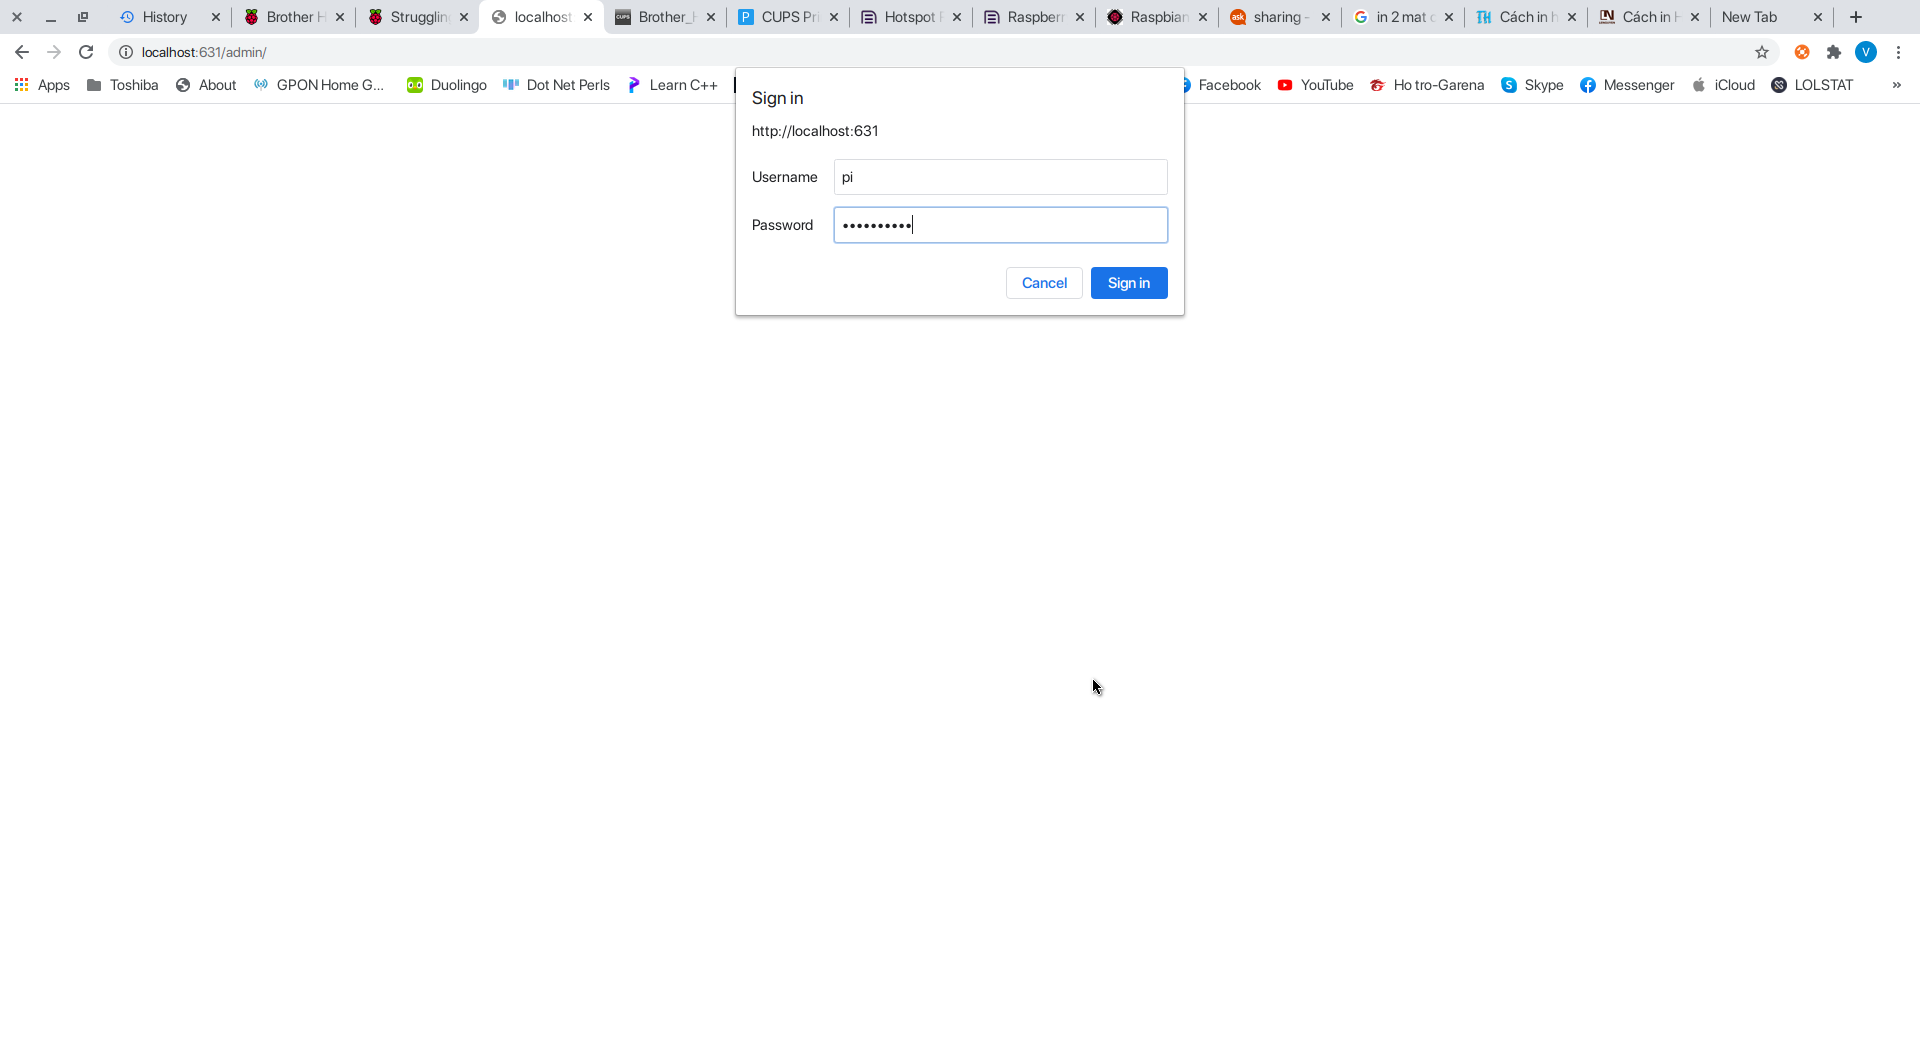 History Brother H Strugglin localhost Brother_H CUPS Pri Hotspot Raspberr Raspbian sharing - in 2 mat Cách in h Cách in H New Tab
localhost:631/admin/ V
Apps Toshiba About GPON Home G... Duolingo Dot Net Perls Learn C++ Facebook YouTube Ho tro-Garena Skype Messenger iCloud LOLSTAT »
Sign in
http://localhost:631
Username pi
Password ••••••••••
Cancel Sign in